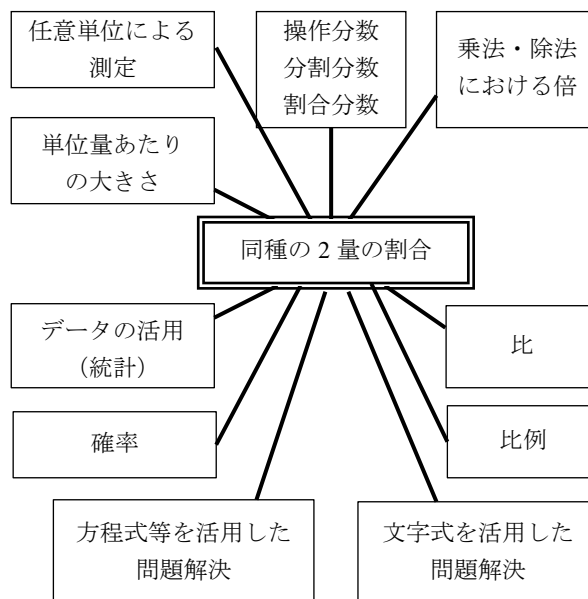 任意単位による
測定
操作分数
分割分数
割合分数
乗法・除法
における倍
単位量あたり
の大きさ
同種の 2 量の割合
データの活用
（統計）
比
確率
比例
方程式等を活用した
問題解決
文字式を活用した
問題解決